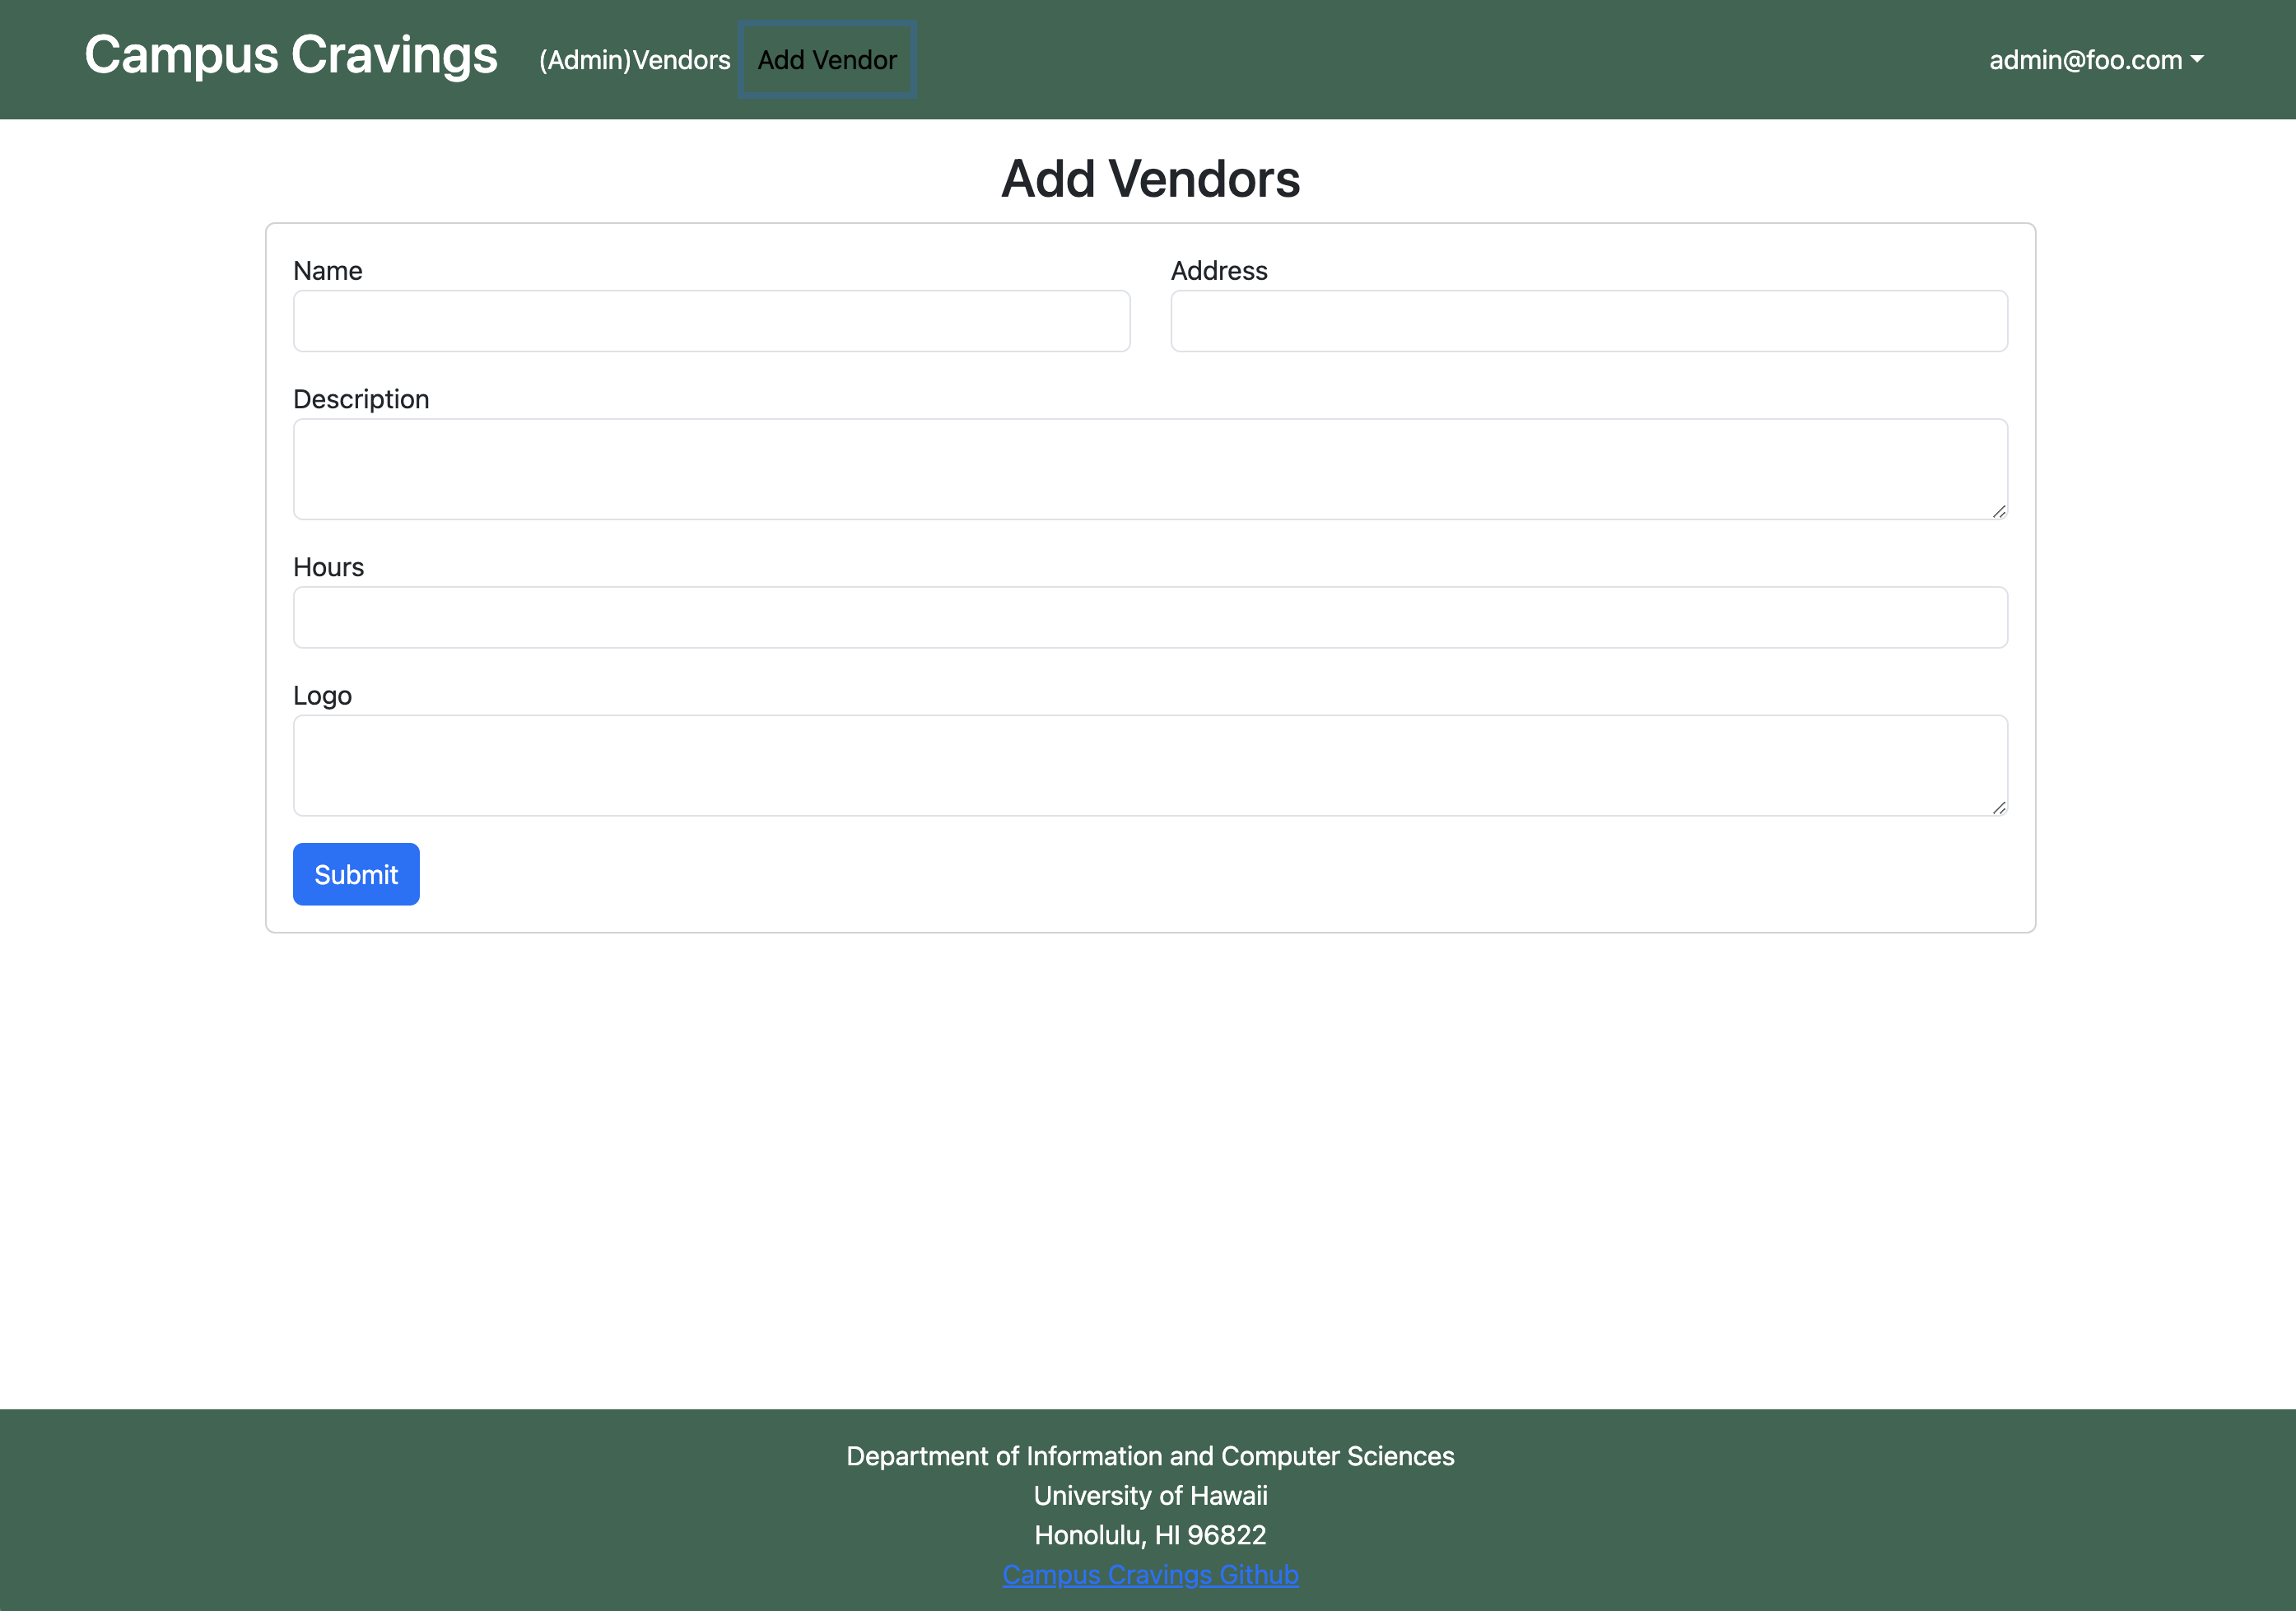 Campus Cravings
(Admin)Vendors
Add Vendor
admin@foo.com
Add Vendors
Name
Address
Description
Hours
Logo
Submit
Department of Information and Computer Sciences
University of Hawaii
Honolulu, HI 96822
Campus Cravings Github